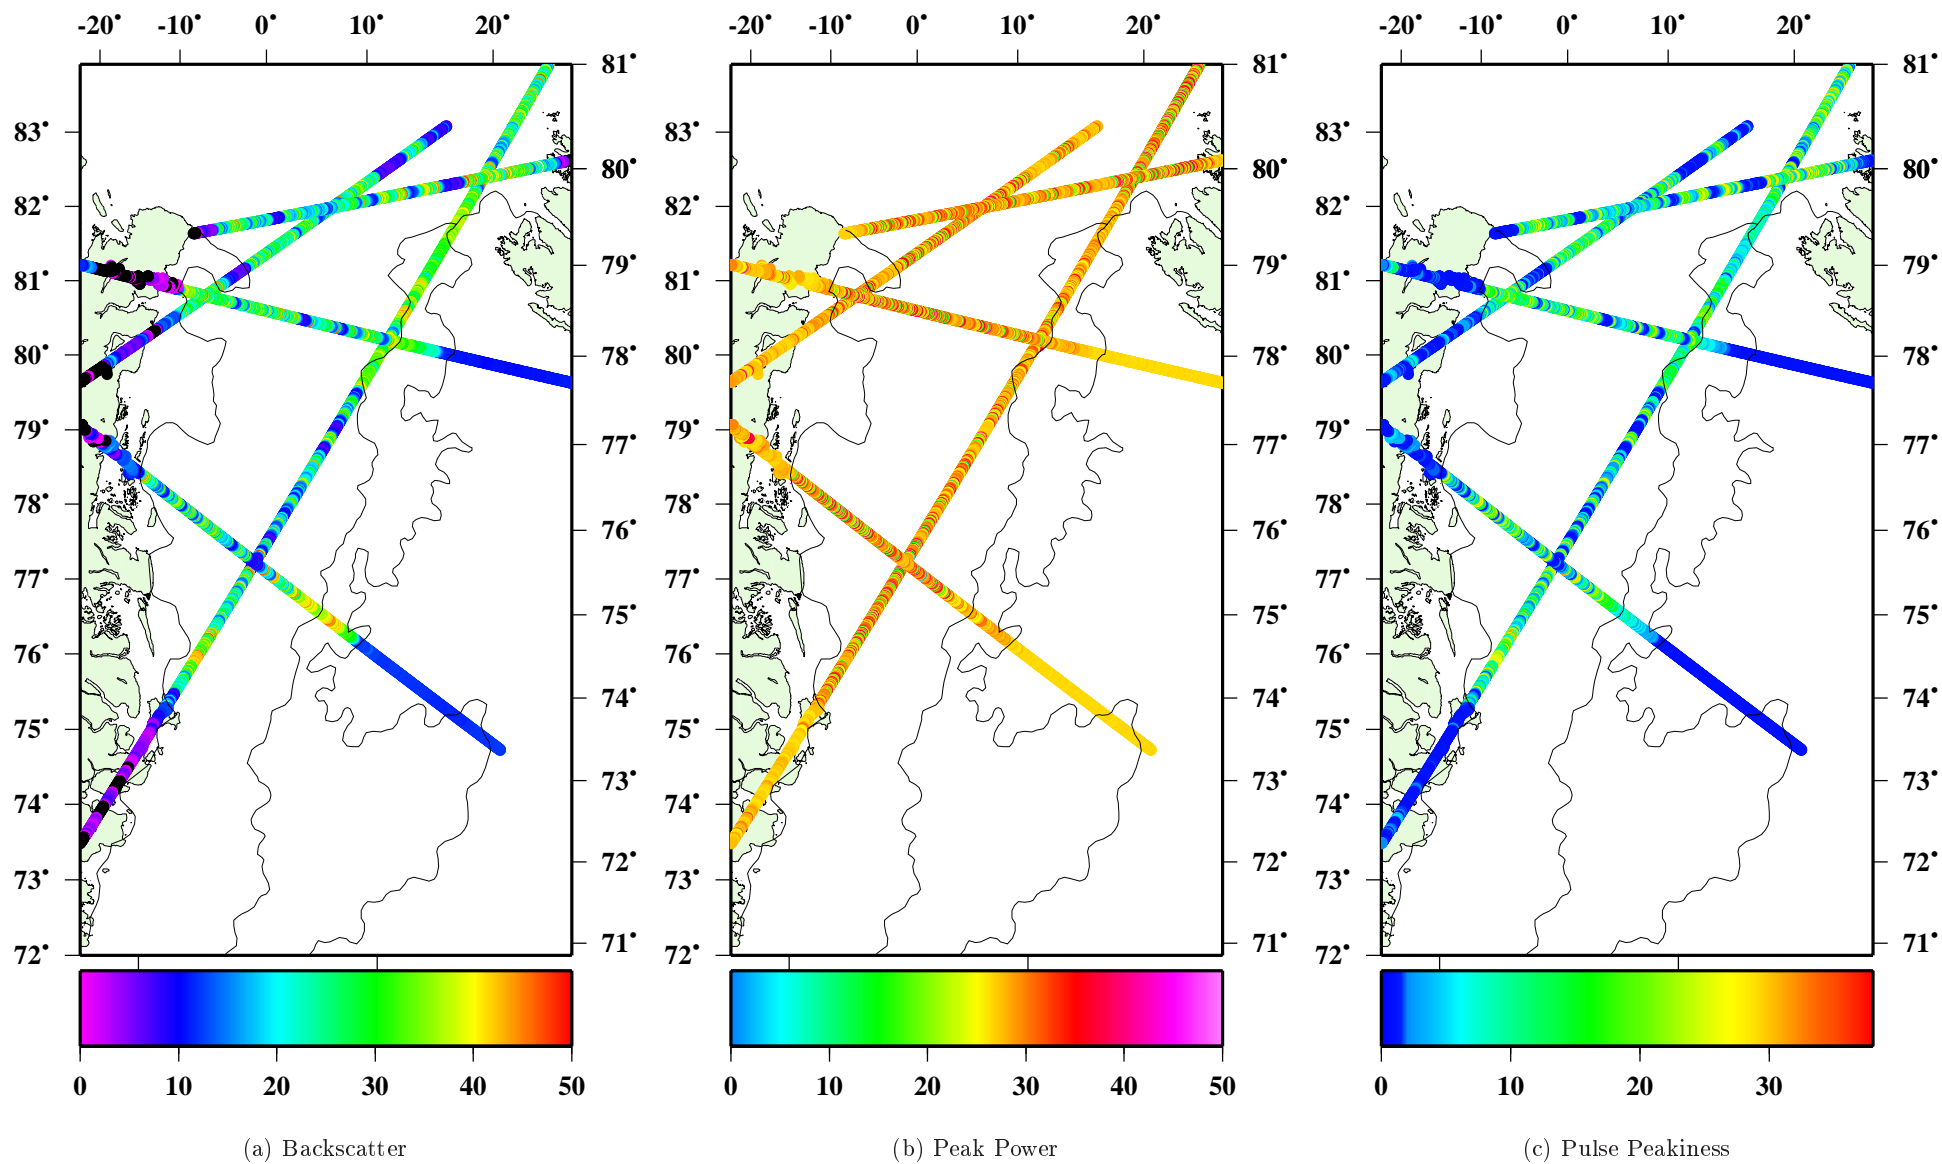 -20° -10° 0° 10° 20° -20° -10° 0° 10° 20° -20° -10° 0° 10° 20°
81° 81° 81°
83° 83° 83°
80° 80° 80°
82° 82° 82°
79° 79° 79°
81° 81° 81°
80° 78° 80° 78° 80° 78°
79° 79° 79°
77° 77° 77°
78° 78° 78°
76° 76° 76°
77° 77° 77°
75° 75° 75°
76° 76° 76°
74° 74° 74°
75° 75° 75°
73° 73° 73°
74° 74° 74°
72° 72° 72°
73° 73° 73°
72° 71° 72° 71° 72° 71°
0 10 20 30 40 50 0 10 20 30 40 50 0 10 20 30
(a) Backscatter (b) Peak Power (c) Pulse Peakiness